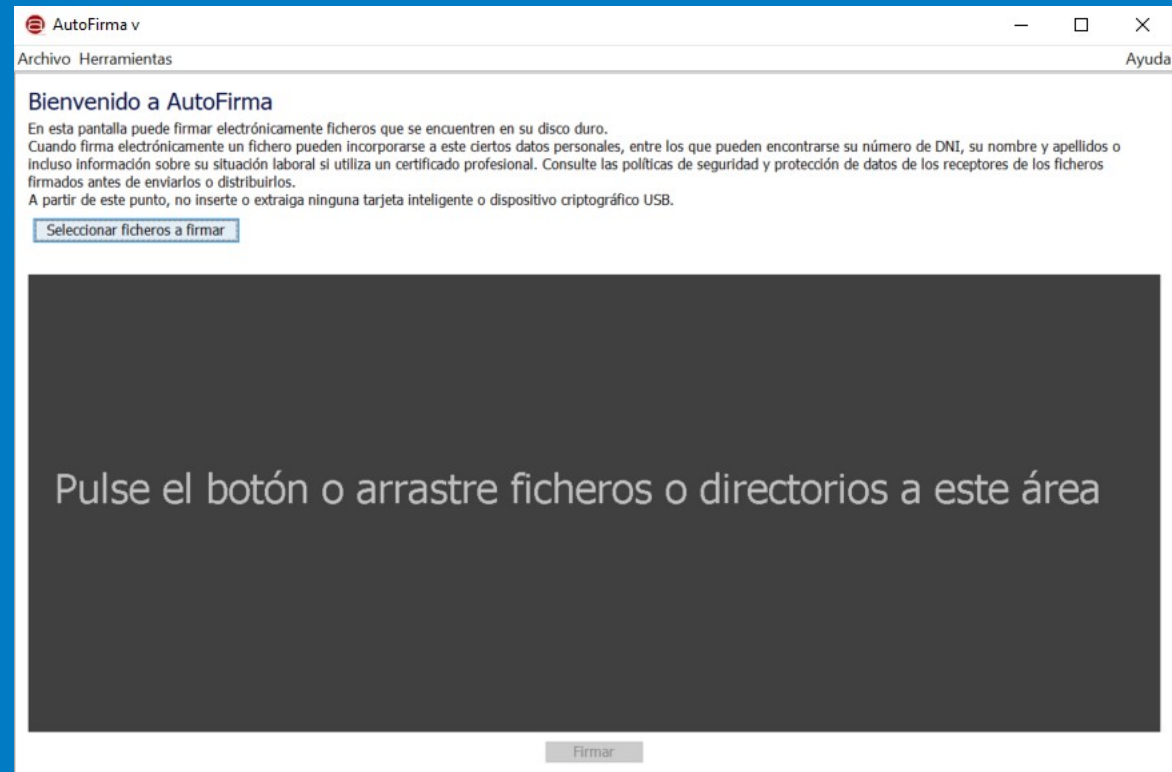 AutoFirma v
Archivo Herramientas Ayuda
Bienvenido a AutoFirma
En esta pantalla puede firmar electrónicamente ficheros que se encuentren en su disco duro.
Cuando firma electrónicamente un fichero pueden incorporarse a este ciertos datos personales, entre los que pueden encontrarse su número de DNI, su nombre y apellidos o
incluso información sobre su situación laboral si utiliza un certificado profesional. Consulte las políticas de seguridad y protección de datos de los receptores de los ficheros
firmados antes de enviarlos o distribuirlos.
A partir de este punto, no inserte o extraiga ninguna tarjeta inteligente o dispositivo criptográfico USB.
Seleccionar ficheros a firmar
Pulse el botón o arrastre ficheros o directorios a este área
Firmar